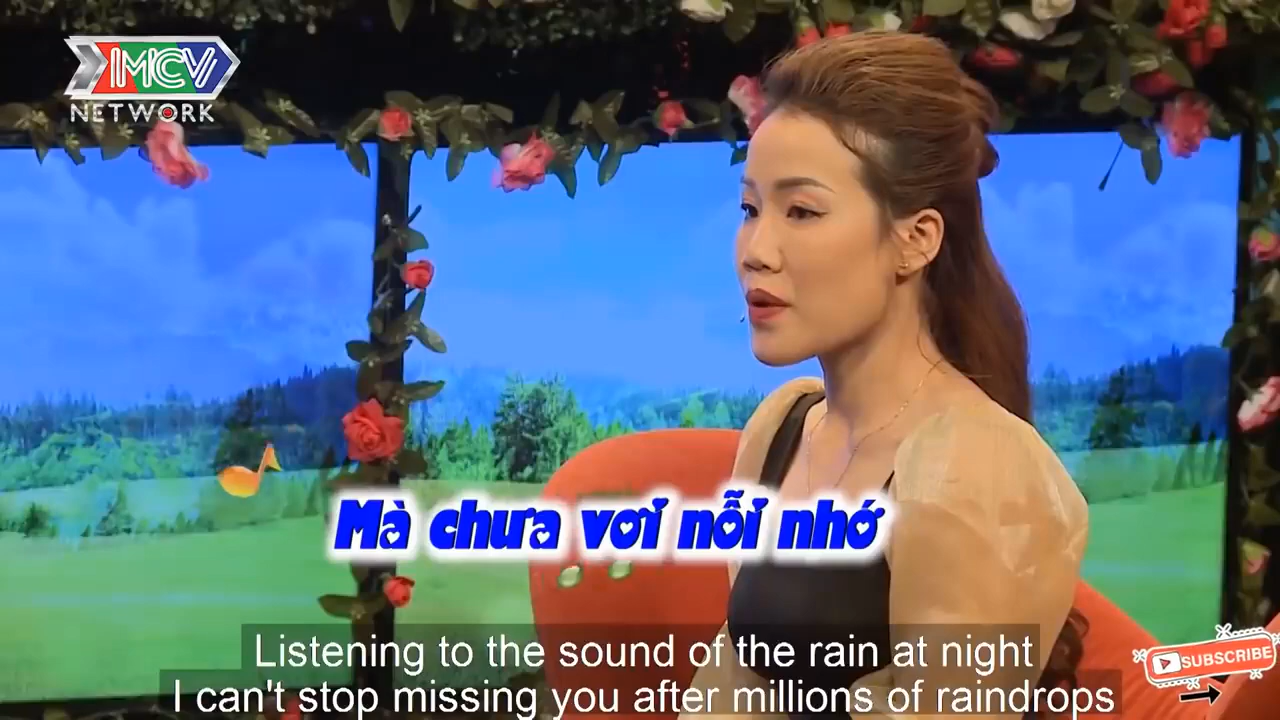 MCV
NETWORK
Mà chưa vơi nỗi nhớ
Listening to the sound of the rain at night
I can't stop missing you after millions of raindrops
SUBSCRIBE